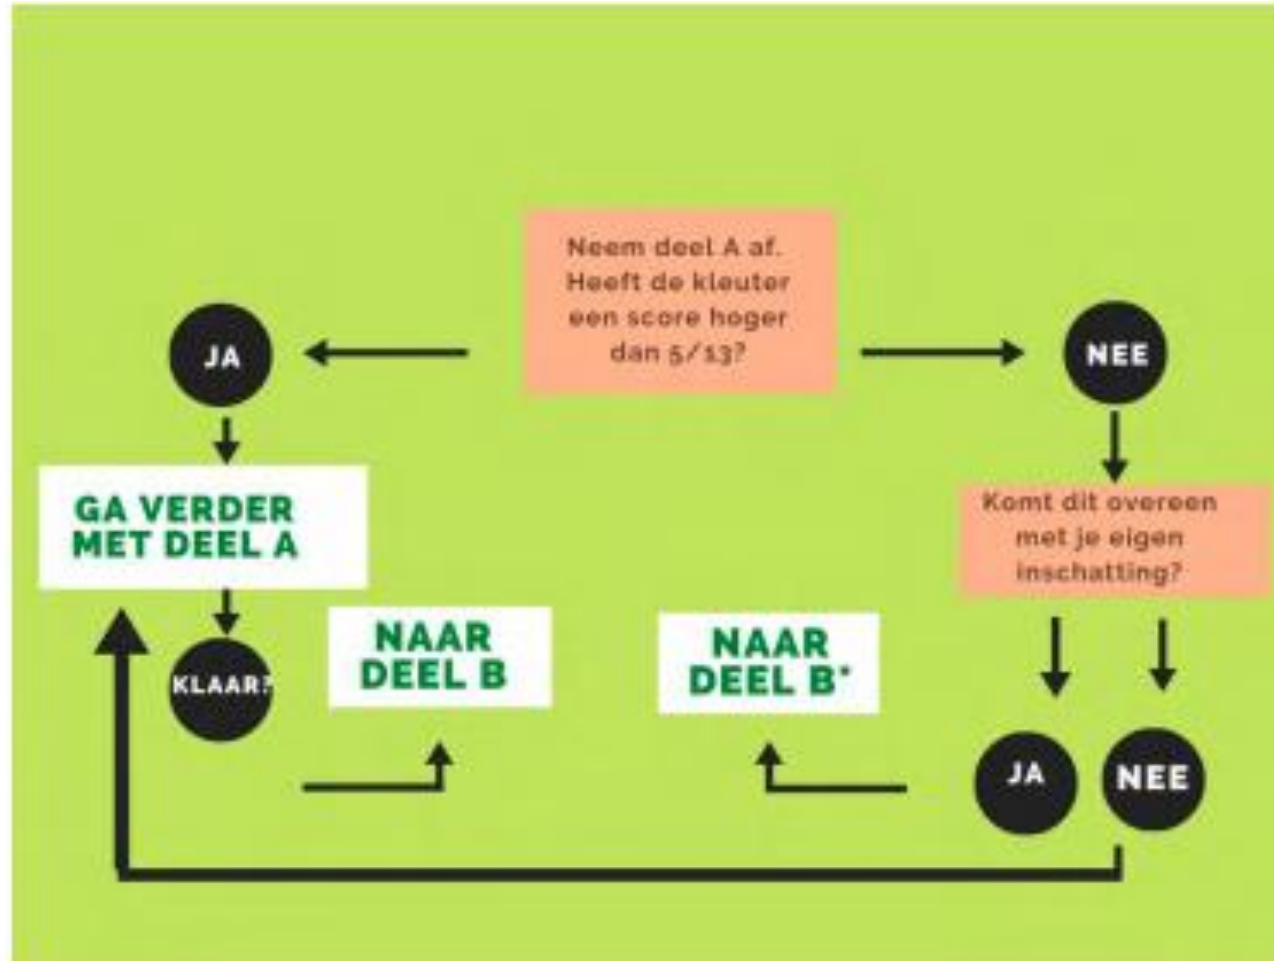 Neem deel A af.
Heeft de kleuter
een score hoger
dan 5/13?
JA
NEE
GA VERDER
MET DEEL A
Komt dit overeen
met je eigen
inschatting?
KLAAR?
NAAR
DEEL B
NAAR
DEEL B*
JA
NEE